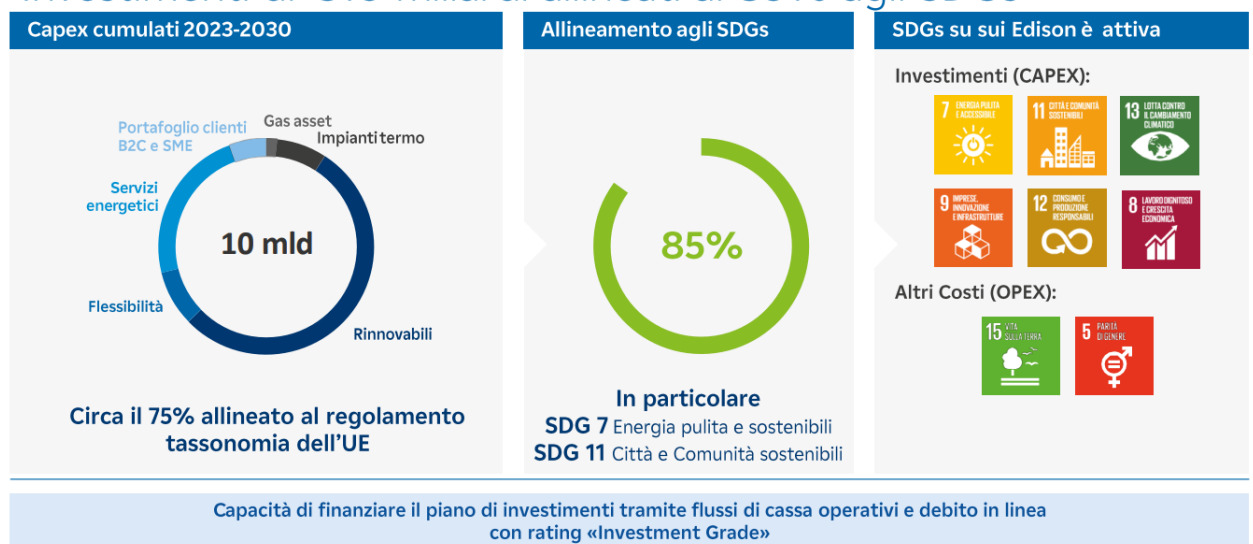 Capex cumulati 2023-2030
Portafoglio clienti
B2C e SME
Gas asset
Impianti termo
Servizi
energetici
10 mld
Flessibilità
Rinnovabili
Circa il 75% allineato al regolamento
tassonomia dell'UE
Allineamento agli SDGs
85%
In particolare
SDG 7 Energia pulita e sostenibili
SDG 11 Città e Comunità sostenibili
SDGs su sui Edison è attiva
Investimenti (CAPEX):
7 ENERGIA PULITA
E ACCESSIBILE
11 CITTÀ E COMUNITÀ
SOSTENIBILI
13 LOTTA CONTRO
IL CAMBIAMENTO
CLIMATICO
9 IMPRESE,
INNOVAZIONE
E INFRASTRUTTURE
12 CONSUMO E
PRODUZIONE
RESPONSABILI
8 LAVORO DIGNITOSO
E CRESCITA
ECONOMICA
Altri Costi (OPEX):
15 VITA
SULLA TERRA
5 PARITÀ
DI GENERE
Capacità di finanziare il piano di investimenti tramite flussi di cassa operativi e debito in linea
con rating «Investment Grade»